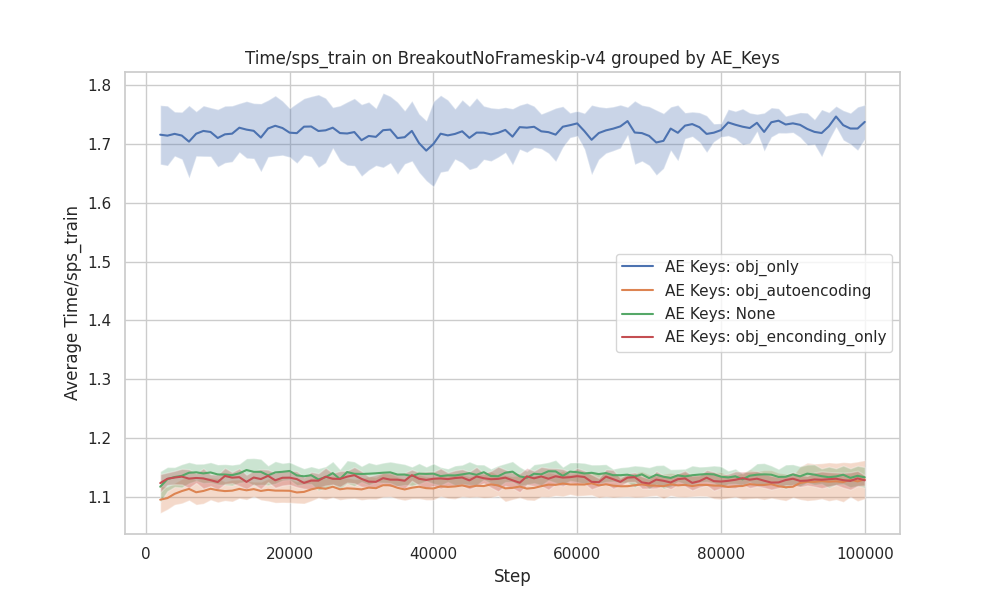 Time/sps_train on BreakoutNoFrameskip-v4 grouped by AE_Keys
Average Time/sps_train
1.8
1.7
1.6
1.5
1.4
1.3
1.2
1.1
AE Keys: obj_only
AE Keys: obj_autoencoding
AE Keys: None
AE Keys: obj_enconding_only
0
20000
40000
60000
80000
100000
Step